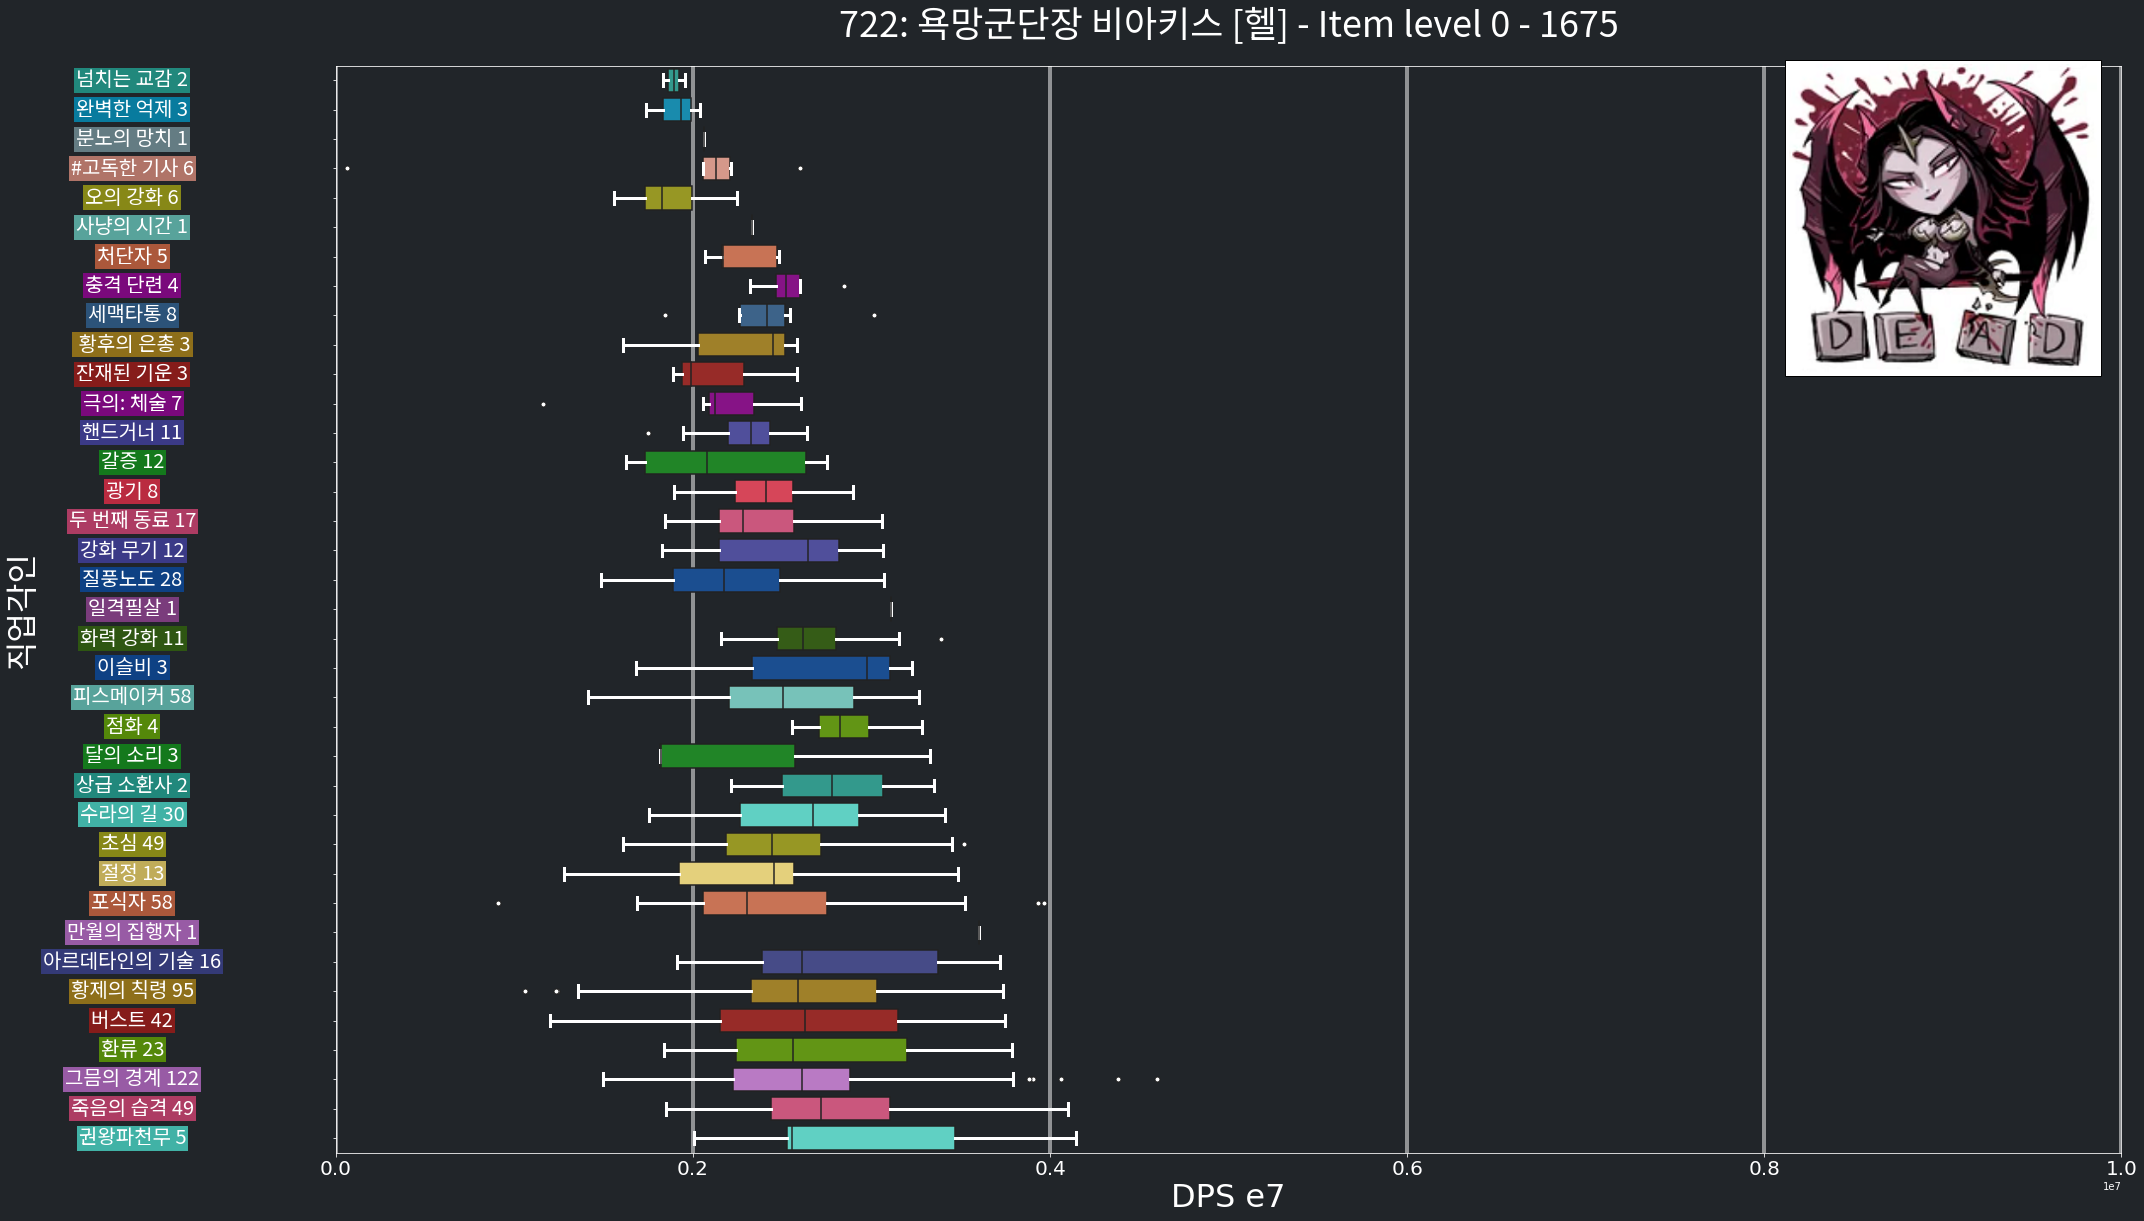 722: 욕망군단장 비아키스 [헬] - Item level 0 - 1675
넘치는 교감 2
완벽한 억제 3
분노의 망치 1
#고독한 기사 6
오의 강화 6
사냥의 시간 1
처단자 5
충격 단련 4
세맥타통 8
황후의 은총 3
잔재된 기운 3
극의: 체술 7
핸드거너 11
갈증 12
광기 8
두 번째 동료 17
강화 무기 12
질풍노도 28
일격필살 1
화력 강화 11
이슬비 3
피스메이커 58
점화 4
달의 소리 3
상급 소환사 2
수라의 길 30
초심 49
절정 13
포식자 58
만월의 집행자 1
아르데타인의 기술 16
황제의 칙령 95
버스트 42
환류 23
그믐의 경계 122
죽음의 습격 49
권왕파천무 5
직업각인
0.0 0.2 0.4 0.6 0.8 1.0
1e7
DPS e7
DEAD